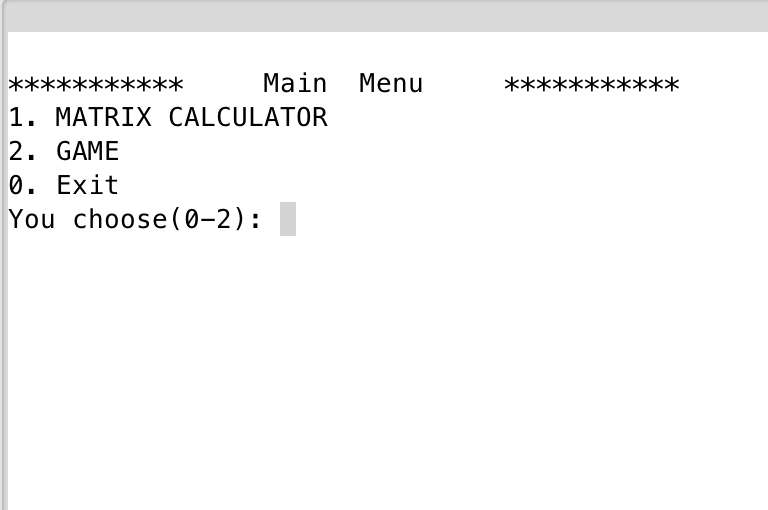 ***********     Main  Menu     ***********
1. MATRIX CALCULATOR
2. GAME
0. Exit
You choose(0-2):